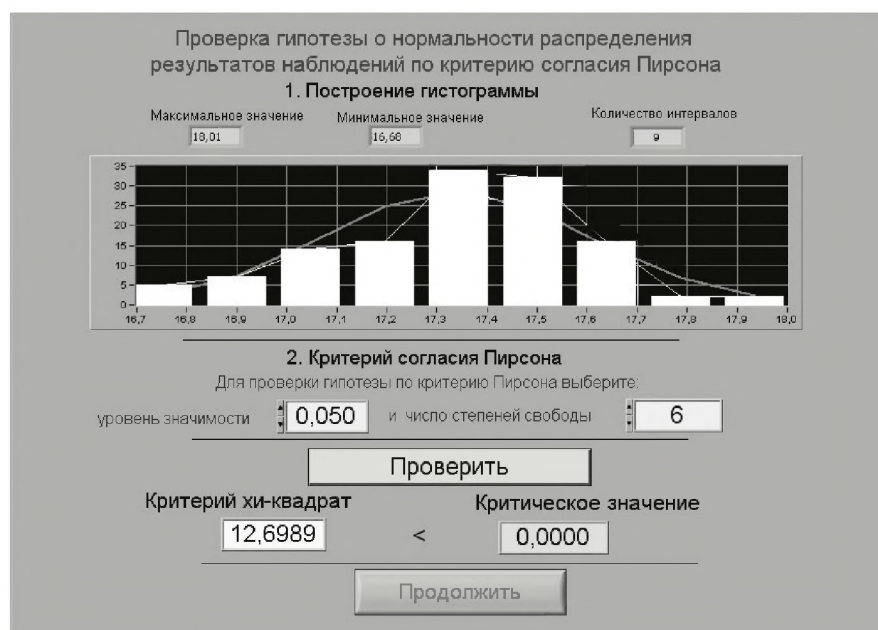 Проверка гипотезы о нормальности распределения
результатов наблюдений по критерию согласия Пирсона
1. Построение гистограммы
Максимальное значение Минимальное значение Количество интервалов
18,01 16,68 9
35
30
25
20
15
10
5
0
16,7 16,8 16,9 17,0 17,1 17,2 17,3 17,4 17,5 17,6 17,7 17,8 17,9 18,0
2. Критерий согласия Пирсона
Для проверки гипотезы по критерию Пирсона выберите:
уровень значимости 0,050 и число степеней свободы 6
Проверить
Критерий хи-квадрат Критическое значение
12,6989 < 0,0000
Продолжить